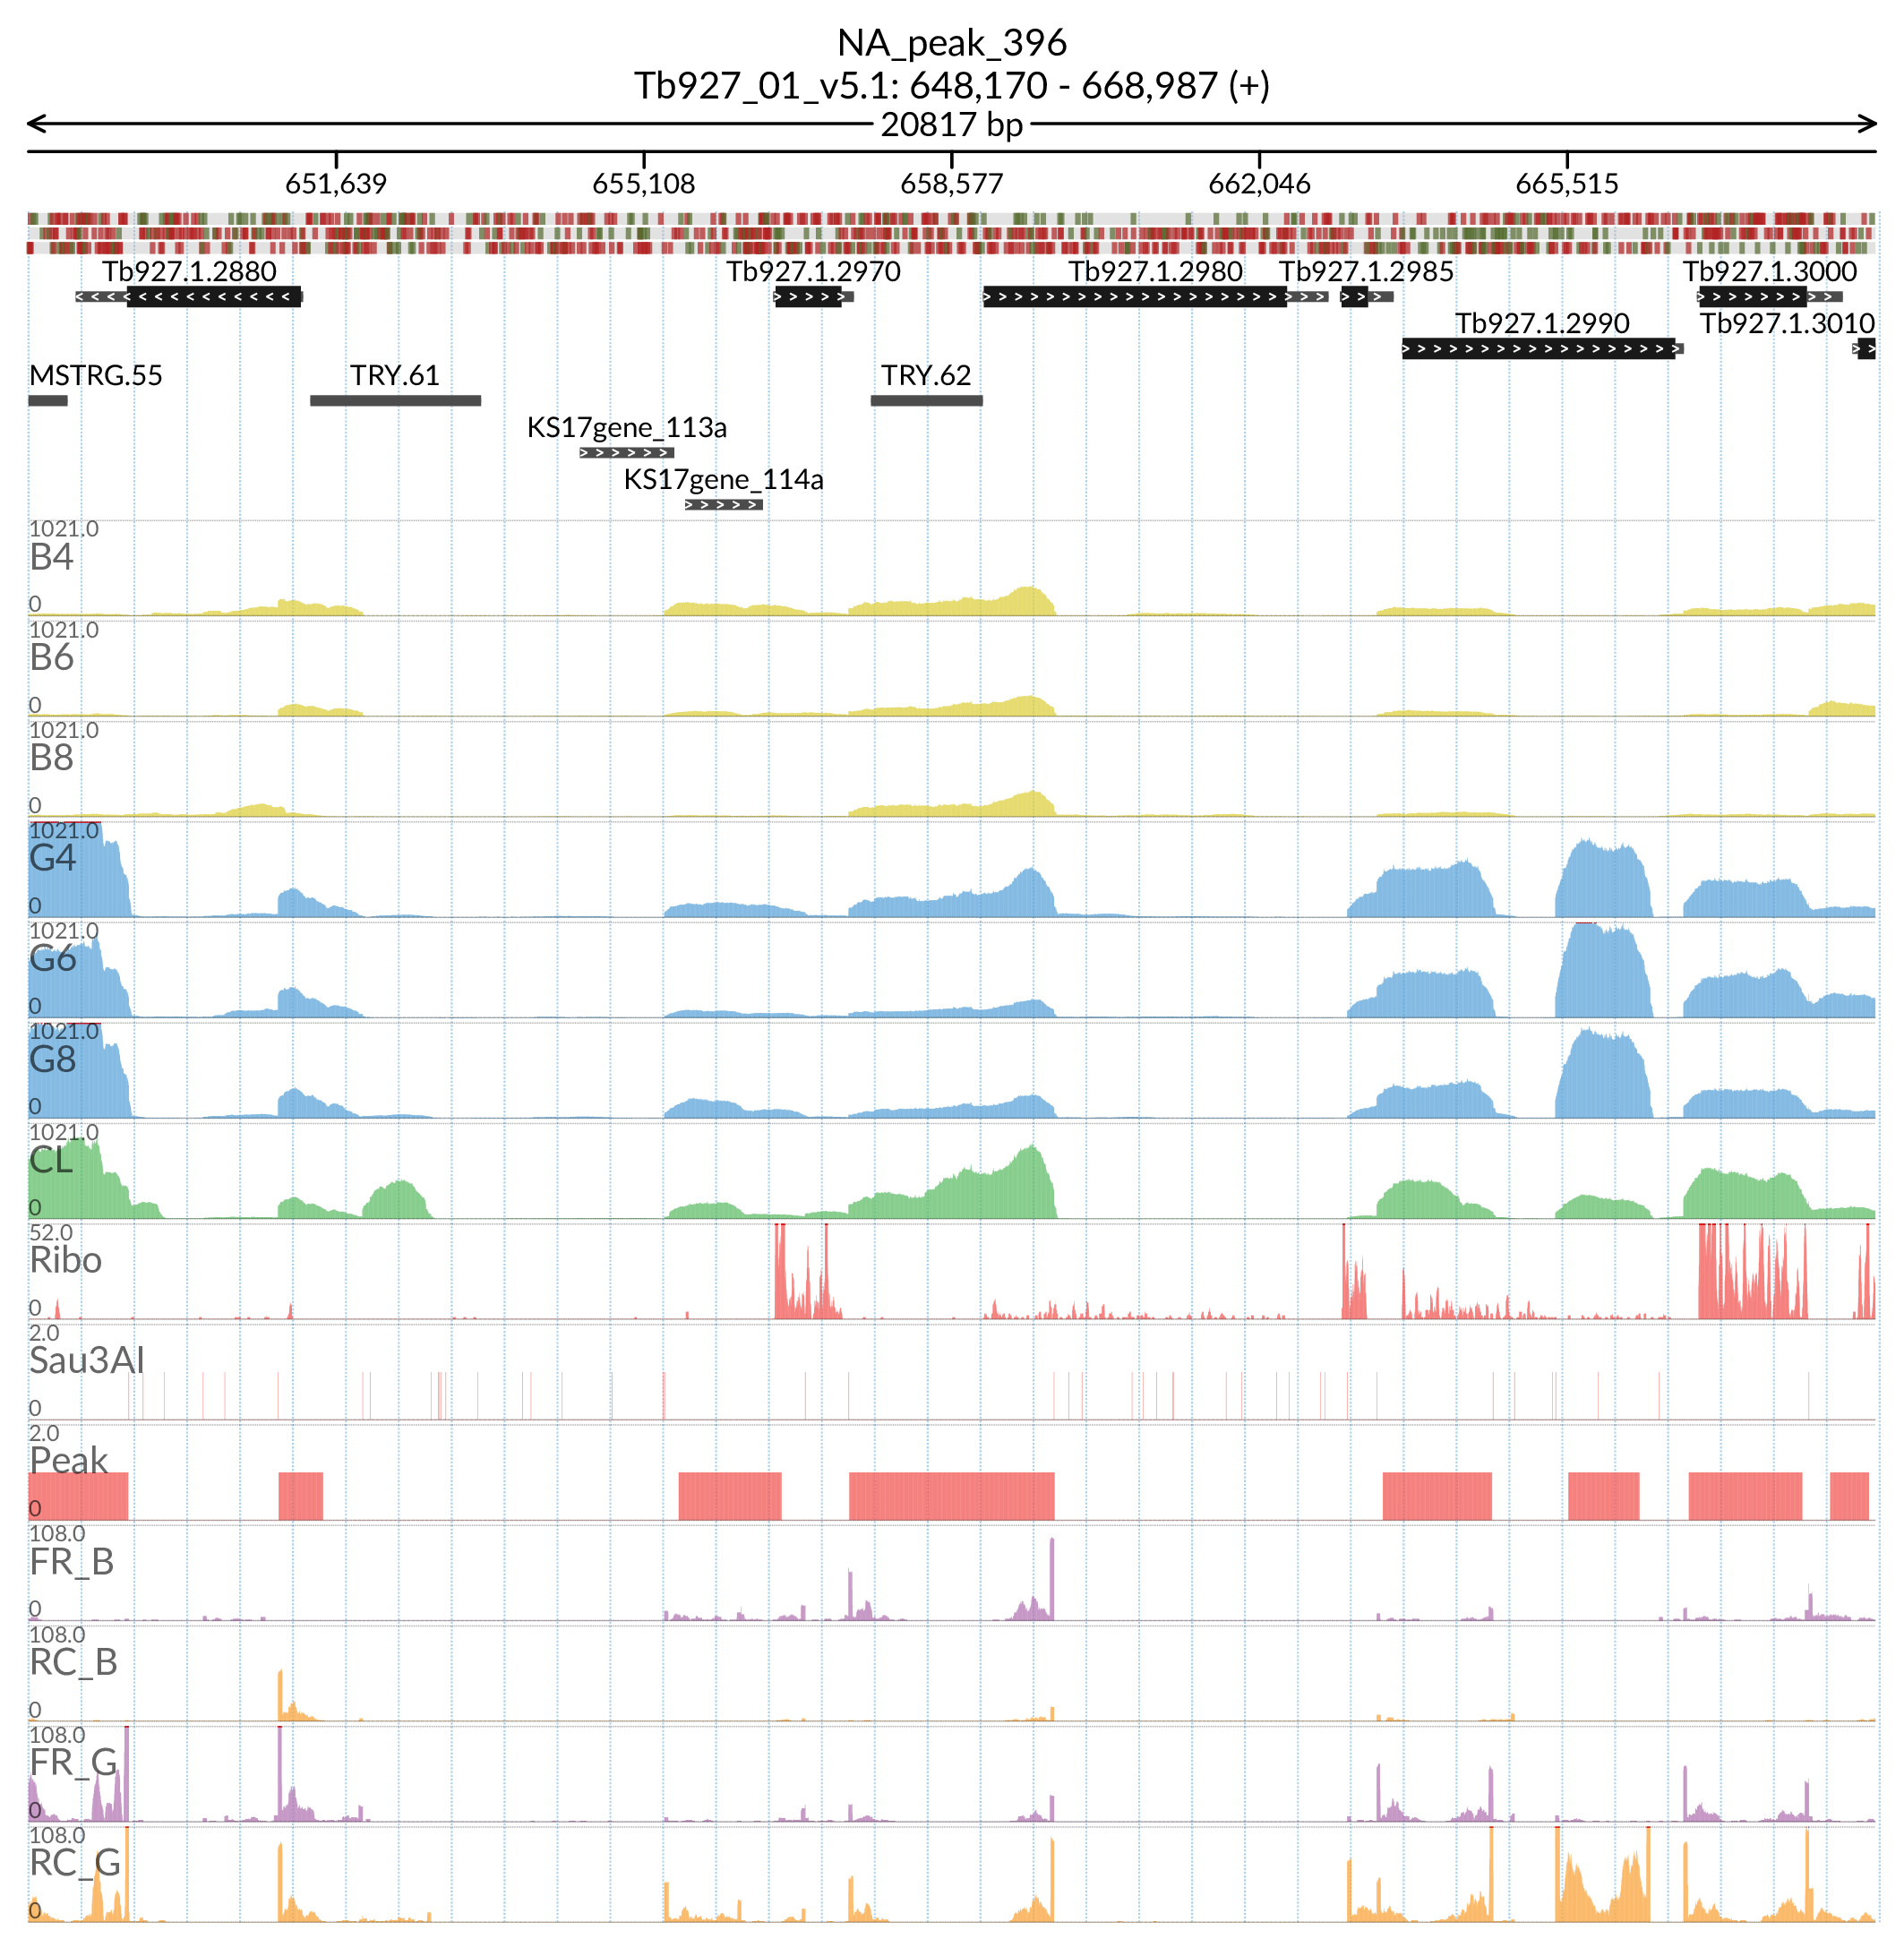 NA_peak_396
Tb927_01_v5.1: 648,170 - 668,987 (+)
20817 bp
651,639 655,108 658,577 662,046 665,515
Tb927.1.2880 Tb927.1.2970 Tb927.1.2980 Tb927.1.2985 Tb927.1.3000
Tb927.1.2990 Tb927.1.3010
MSTRG.55 TRY.61 TRY.62
KS17gene_113a
KS17gene_114a
1021.0
B4
0
1021.0
B6
0
1021.0
B8
0
1021.0
G4
0
1021.0
G6
0
1021.0
G8
0
1021.0
CL
0
52.0
Ribo
0
2.0
Sau3AI
0
2.0
Peak
0
108.0
FR_B
0
108.0
RC_B
0
108.0
FR_G
0
108.0
RC_G
0